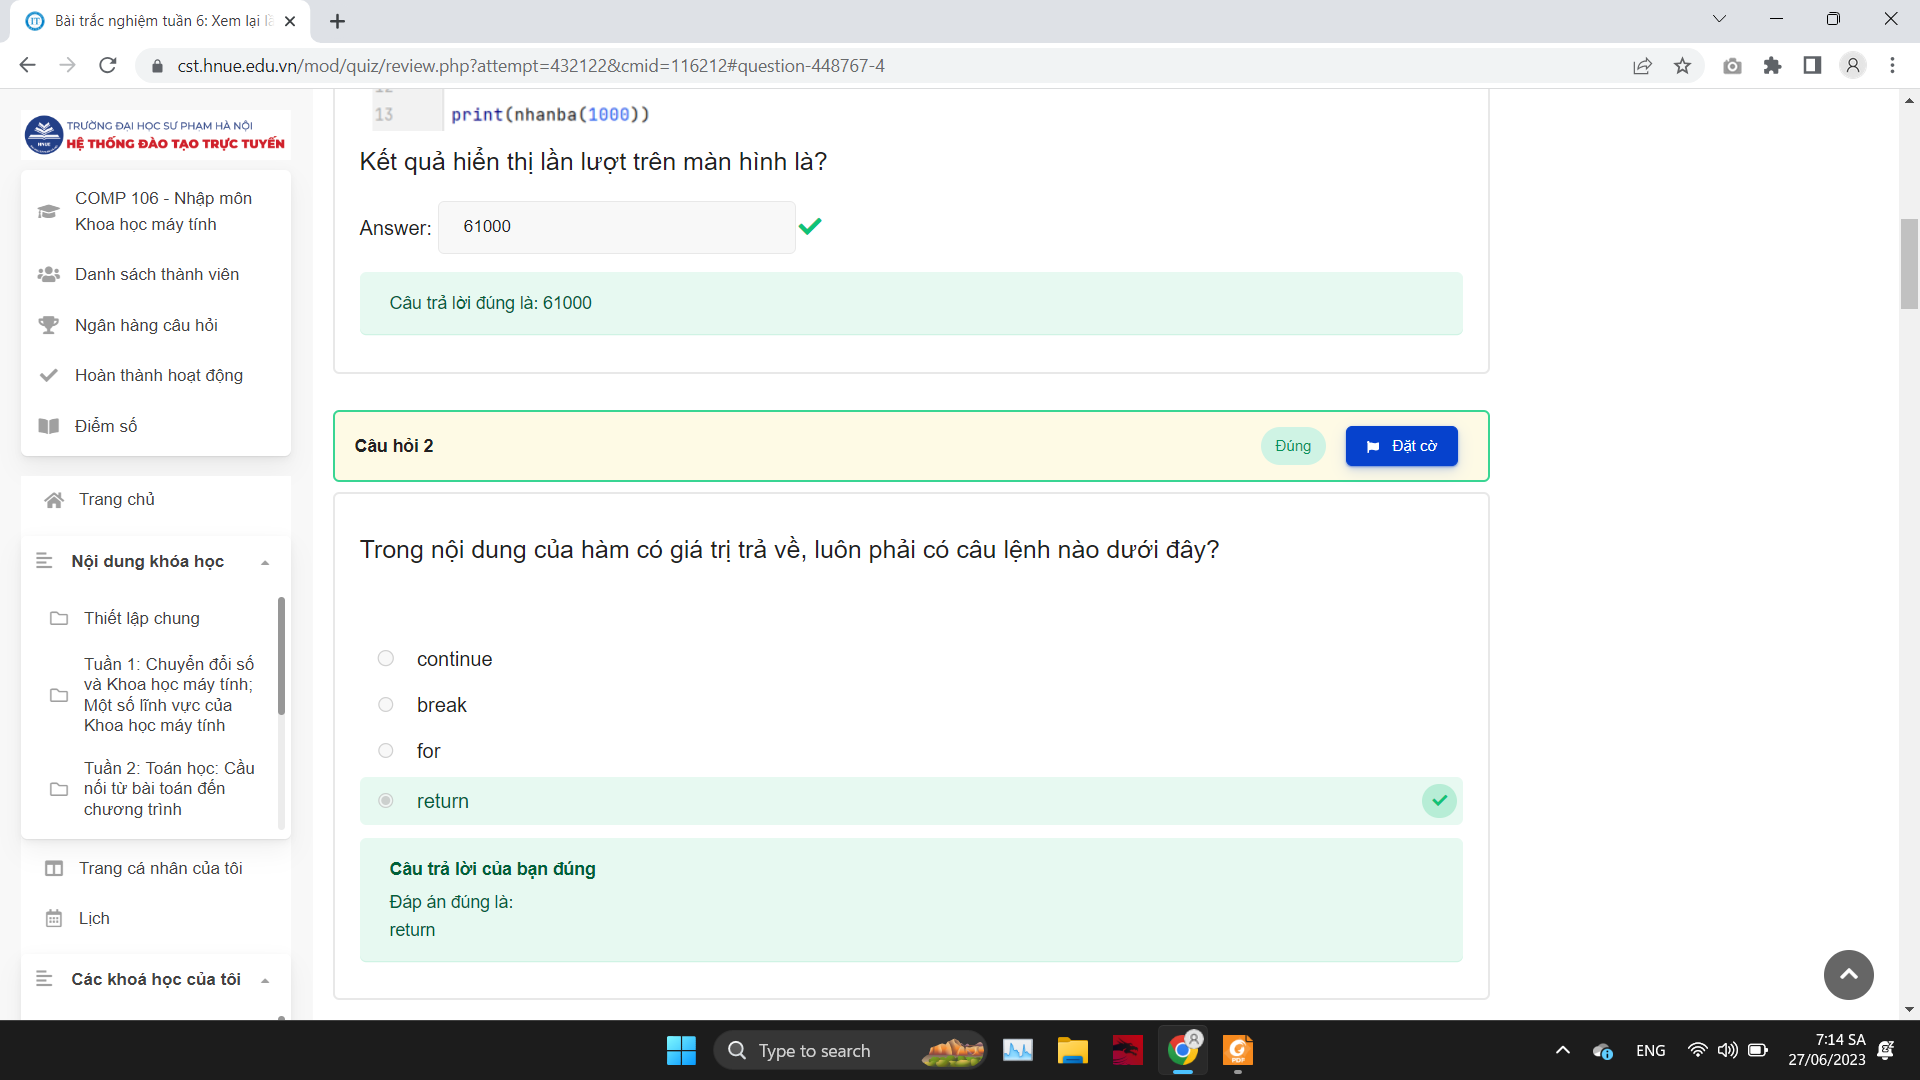 Bài trắc nghiệm tuần 6: Xem lại
cst.hnue.edu.vn/mod/quiz/review.php?attempt=432122&cmid=116212#question-448767-4
TRƯỜNG ĐẠI HỌC SƯ PHẠM HÀ NỘI
HỆ THỐNG ĐÀO TẠO TRỰC TUYẾN
COMP 106 - Nhập môn
Khoa học máy tính
Danh sách thành viên
Ngân hàng câu hỏi
Hoàn thành hoạt động
Điểm số
Trang chủ
Nội dung khóa học
Thiết lập chung
Tuần 1: Chuyển đổi số
và Khoa học máy tính;
Một số lĩnh vực của
Khoa học máy tính
Tuần 2: Toán học: Cầu
nối từ bài toán đến
chương trình
Trang cá nhân của tôi
Lịch
Các khoá học của tôi
13 print(nhanba(1000))
Kết quả hiển thị lần lượt trên màn hình là?
Answer: 61000
Câu trả lời đúng là: 61000
Câu hỏi 2
Đúng
Đặt cờ
Trong nội dung của hàm có giá trị trả về, luôn phải có câu lệnh nào dưới đây?
continue
break
for
return
Câu trả lời của bạn đúng
Đáp án đúng là:
return
Type to search
ENG
7:14 SA
27/06/2023